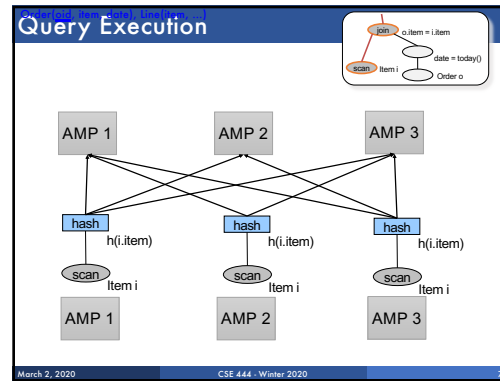 Order(oid, item, date), Line(item, ...)
Query Execution
join
o.item = i.item
date = today()
scan
Item i
Order o
AMP 1
AMP 2
AMP 3
hash
hash
hash
h(i.item)
h(i.item)
h(i.item)
scan
scan
scan
Item i
Item i
Item i
AMP 1
AMP 2
AMP 3
March 2, 2020
CSE 444 - Winter 2020